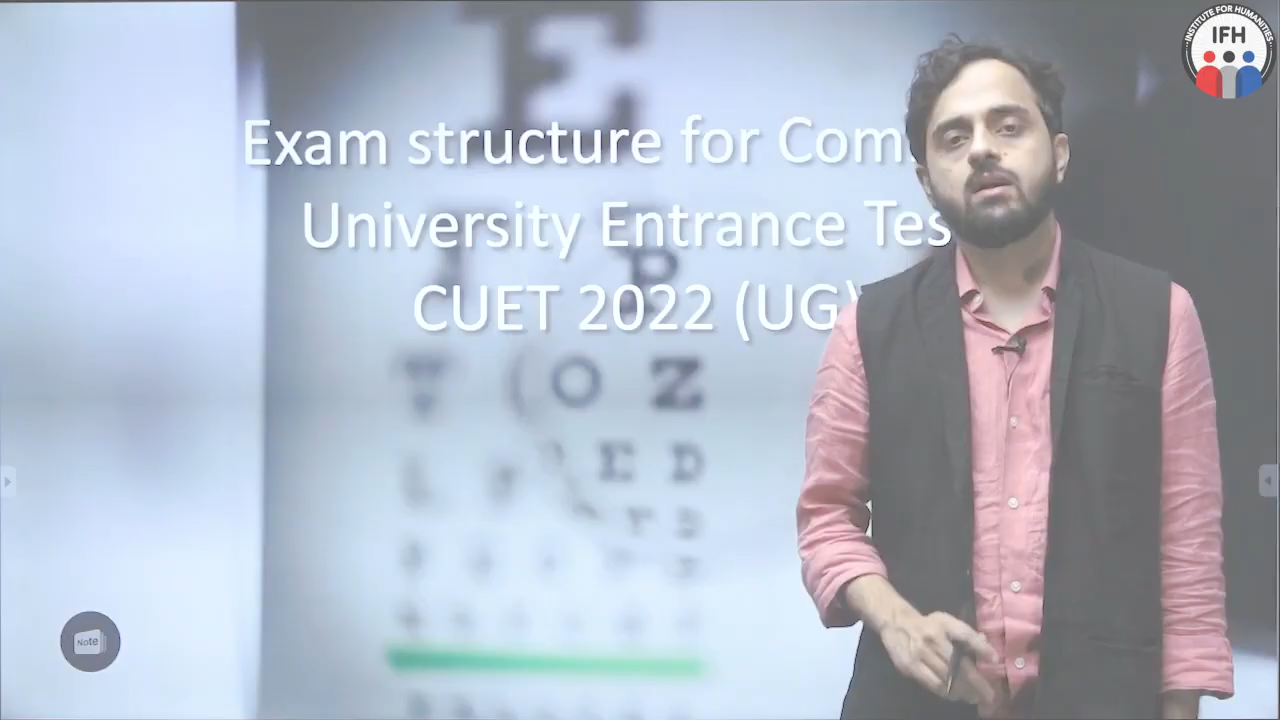 INSTITUTE FOR HUMANITIES
IFH
E
Exam structure for Com
University Entrance Tes
P
CUET 2022 (UG)
O Z
E D
Note